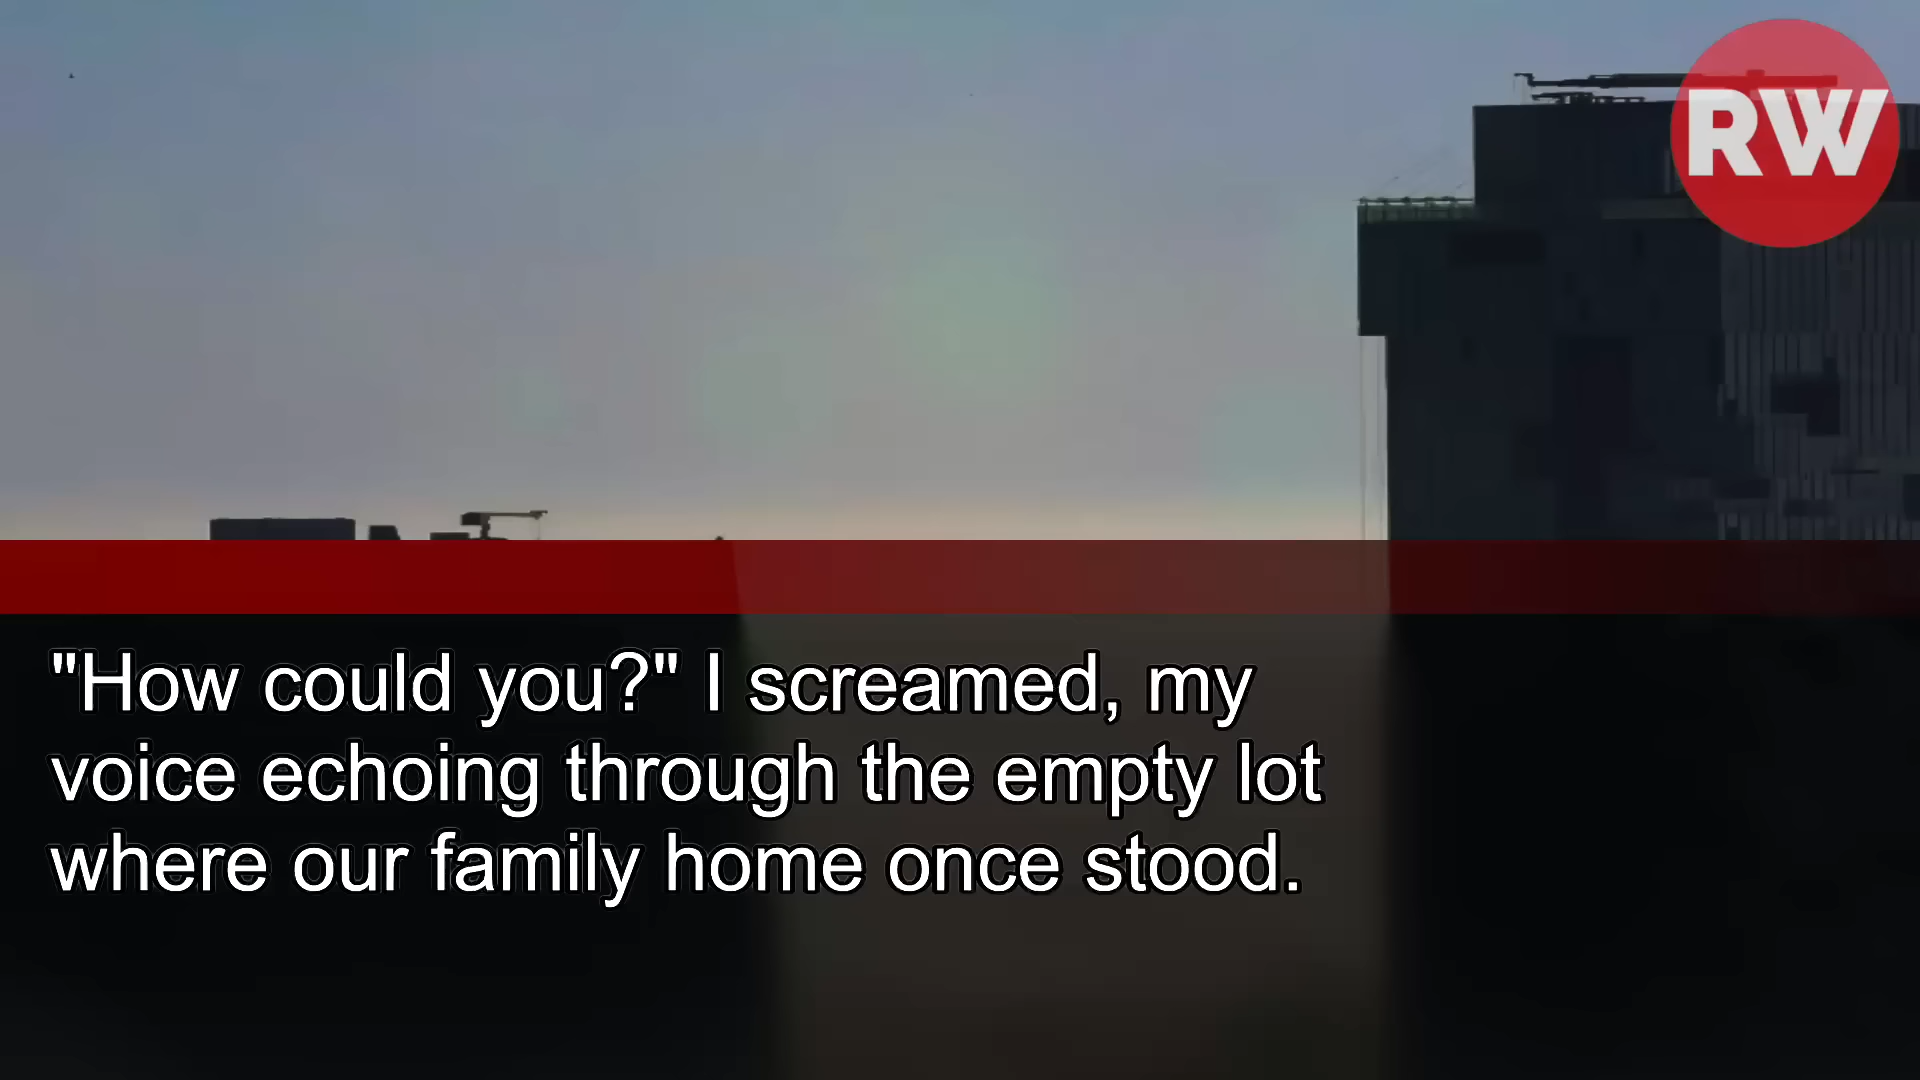 RW
"How could you?" I screamed, my
voice echoing through the empty lot
where our family home once stood.